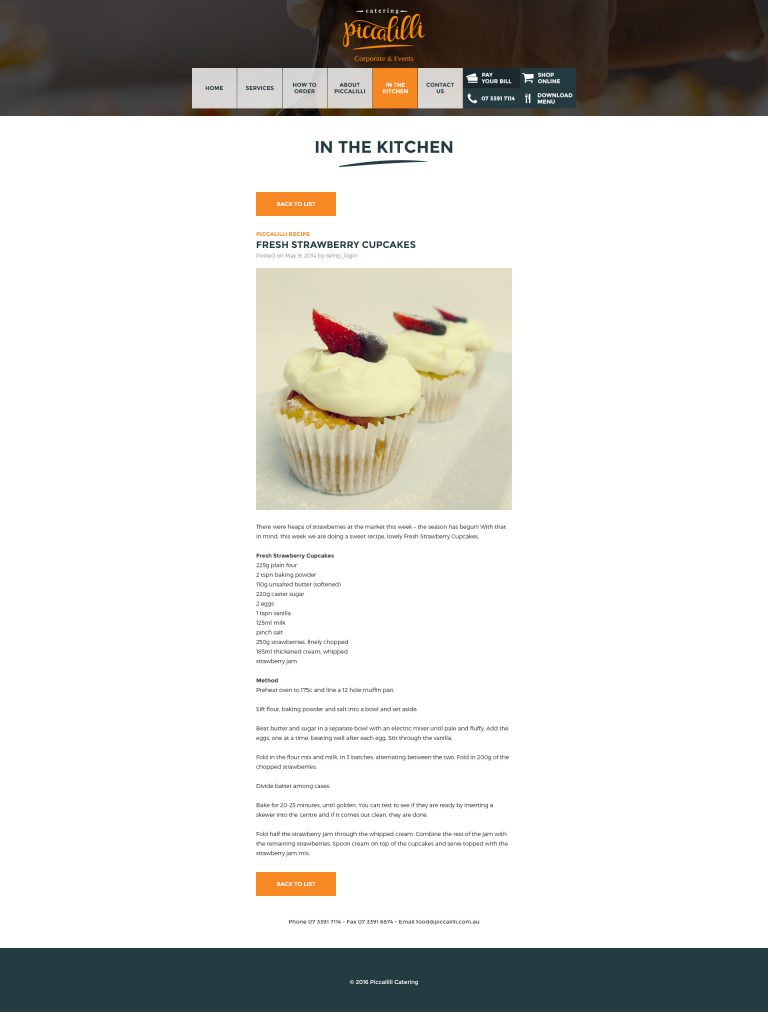 catering
piccalilli
Corporate & Events
HOME
SERVICES
HOW TO
ORDER
ABOUT
PICCALILLI
IN THE
KITCHEN
CONTACT
US
PAY
YOUR BILL
SHOP
ONLINE
07 3391 7114
DOWNLOAD
MENU
IN THE KITCHEN
BACK TO LIST
PICCALILLI RECIPE
FRESH STRAWBERRY CUPCAKES
Posted on May 9, 2014 by temp_login
There were heaps of strawberries at the market this week – the season has begun! With that
in mind, this week we are doing a sweet recipe, lovely Fresh Strawberry Cupcakes.
Fresh Strawberry Cupcakes
225g plain four
2 tspn baking powder
110g unsalted butter (softened)
220g caster sugar
2 eggs
1 tspn vanilla
125ml milk
pinch salt
250g strawberries, finely chopped
185ml thickened cream, whipped
strawberry jam
Method
Preheat oven to 175c and line a 12 hole muffin pan.
Sift flour, baking powder and salt into a bowl and set aside.
Beat butter and sugar in a separate bowl with an electric mixer until pale and fluffy. Add the
eggs, one at a time, beating well after each egg. Stir through the vanilla.
Fold in the flour mix and milk, in 3 batches, alternating between the two. Fold in 200g of the
chopped strawberries.
Divide batter among cases.
Bake for 20-25 minutes, until golden. You can test to see if they are ready by inserting a
skewer into the centre and if it comes out clean, they are done.
Fold half the strawberry jam through the whipped cream. Combine the rest of the jam with
the remaining strawberries. Spoon cream on top of the cupcakes and serve topped with the
strawberry jam mix.
BACK TO LIST
Phone 07 3391 7114 – Fax 07 3391 6574 – Email food@piccalilli.com.au
© 2016 Piccalilli Catering